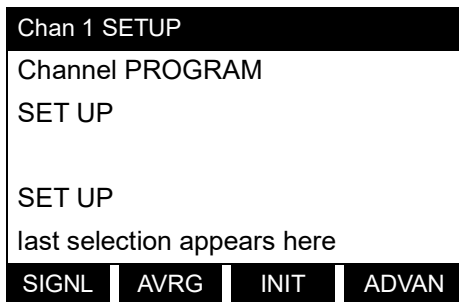 Chan 1 SETUP
Channel PROGRAM
SET UP
SET UP
last selection appears here
SIGNL AVRG INIT ADVAN